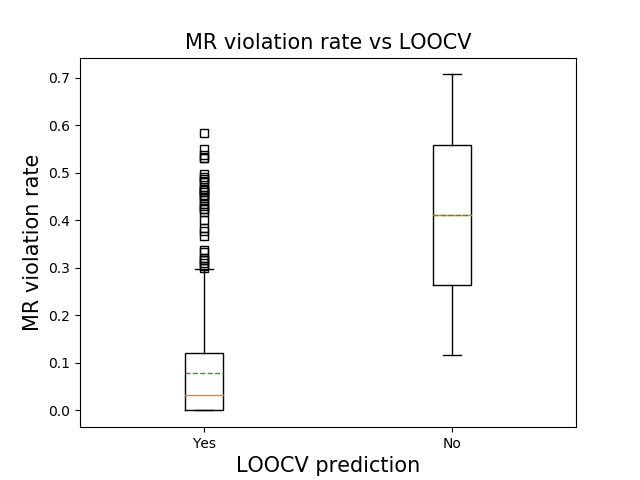 MR violation rate vs LOOCV
MR violation rate
0.7
0.6
0.5
0.4
0.3
0.2
0.1
0.0
Yes
No
LOOCV prediction